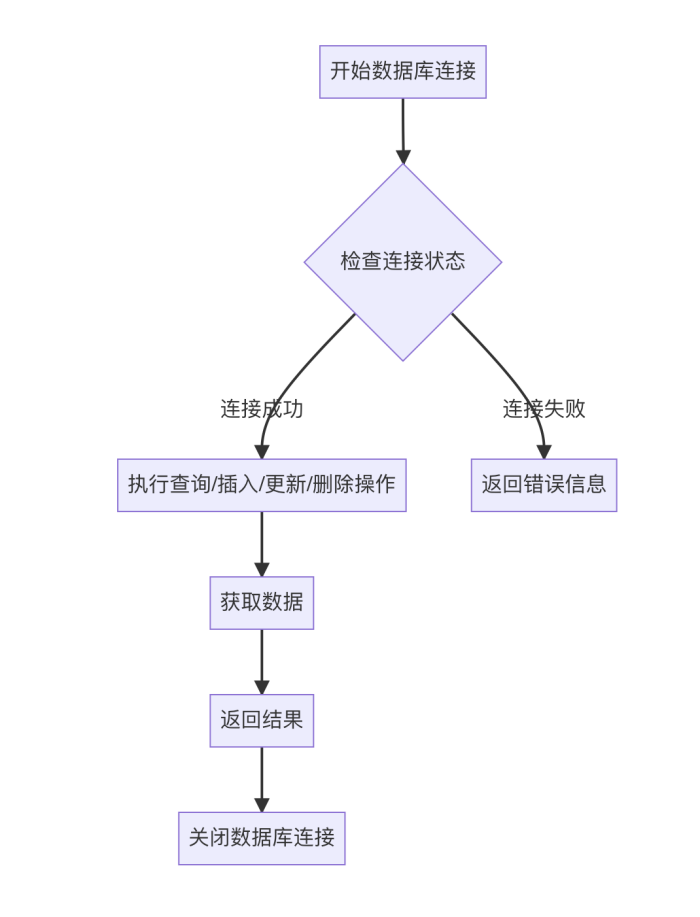 开始数据库连接
检查连接状态
连接成功
连接失败
执行查询/插入/更新/删除操作
返回错误信息
获取数据
返回结果
关闭数据库连接